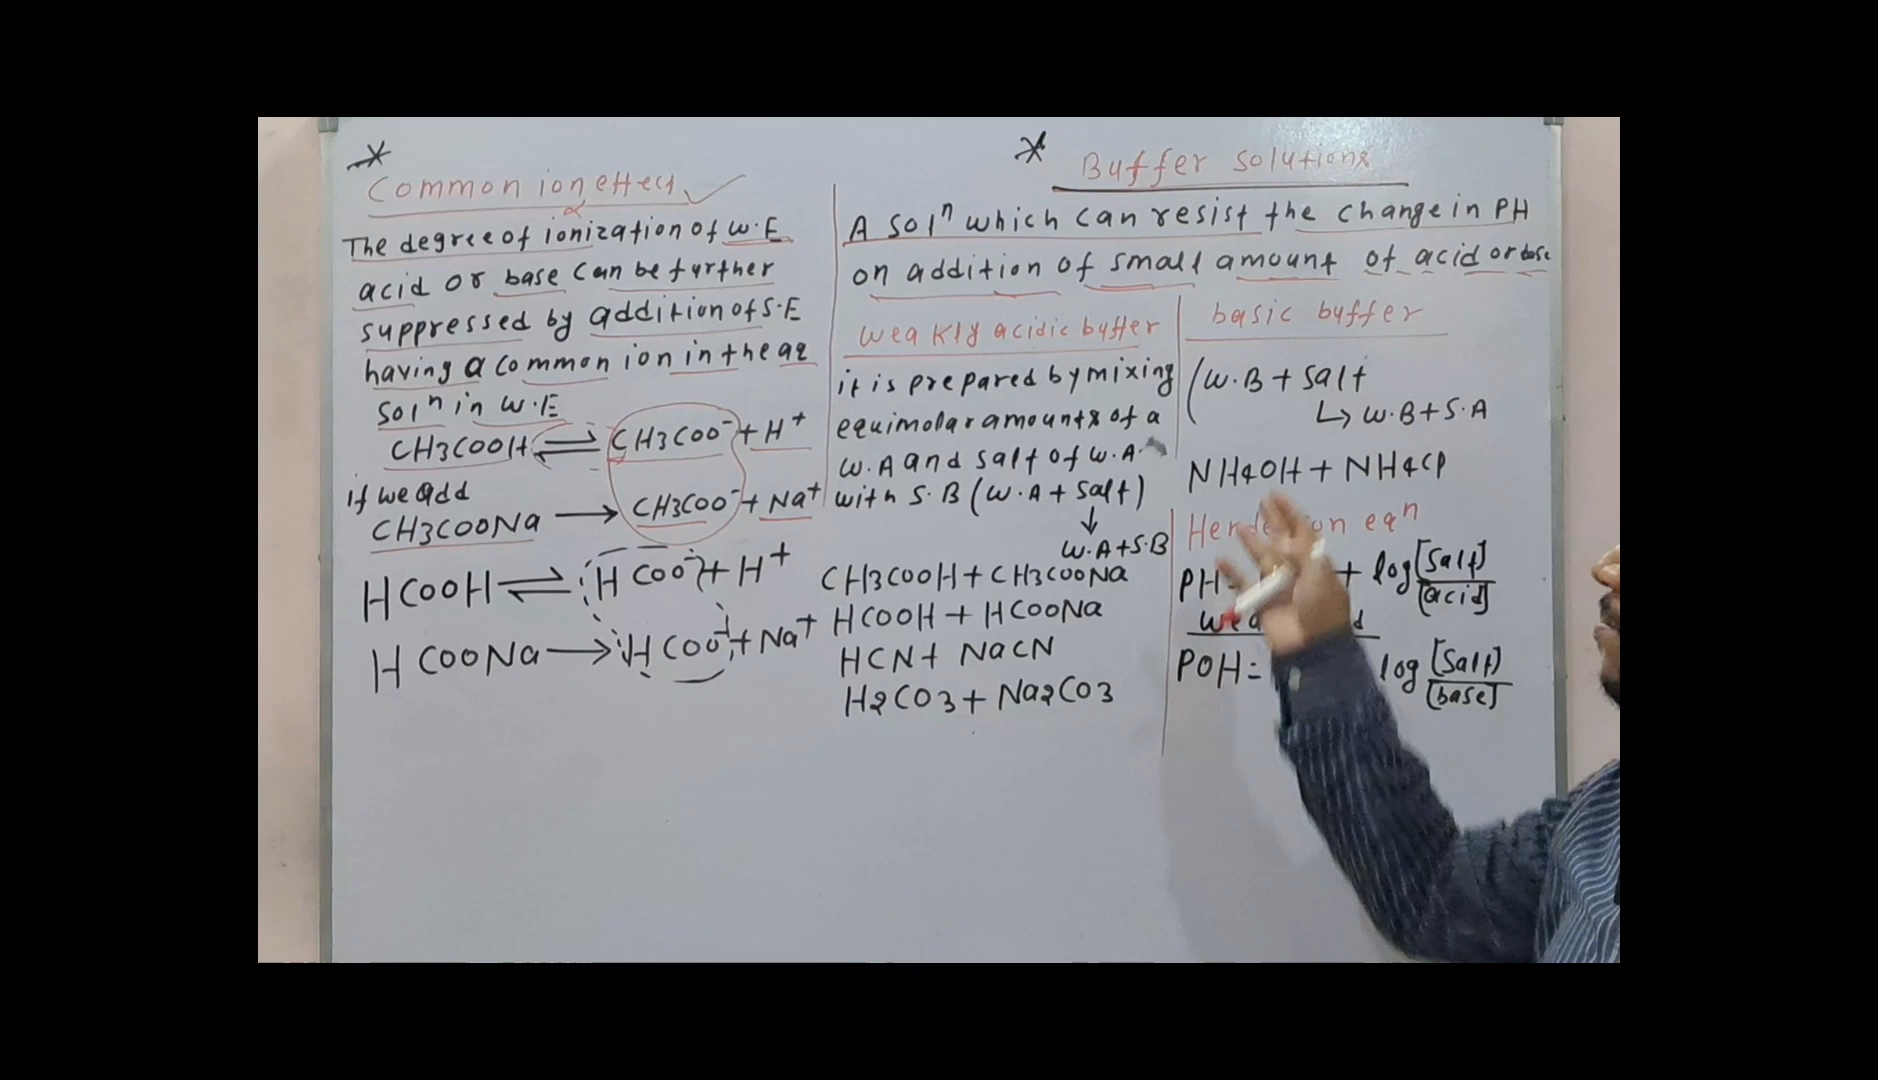 *
Common ion effect ✓
α
The degree of ionization of W.E
acid or base can be further
suppressed by addition of S.E
having a common ion in the aq
Solⁿ in W.E
CH3COOH ⇌ CH3COO⁻ + H⁺
if we add
CH3COONa ⟶ CH3COO⁻ + Na⁺
HCOOH ⇌ HCOO⁻ + H⁺
HCOONa ⟶ HCOO⁻ + Na⁺
* Buffer solutions
A Solⁿ which can resist the change in PH
on addition of small amount of acid or base
weakly acidic buffer
it is prepared by mixing
equimolar amounts of a
W.A and salt of W.A
with S.B (W.A + Salt)
↓
W.A+S.B
CH3COOH + CH3COONa
HCOOH + HCOONa
HCN + NaCN
H2CO3 + Na2CO3
basic buffer
(W.B + Salt
↳ W.B + S.A
NH4OH + NH4Cl
eqⁿ
PH= + log [Salt]/[acid]
POH= log [Salt]/[base]